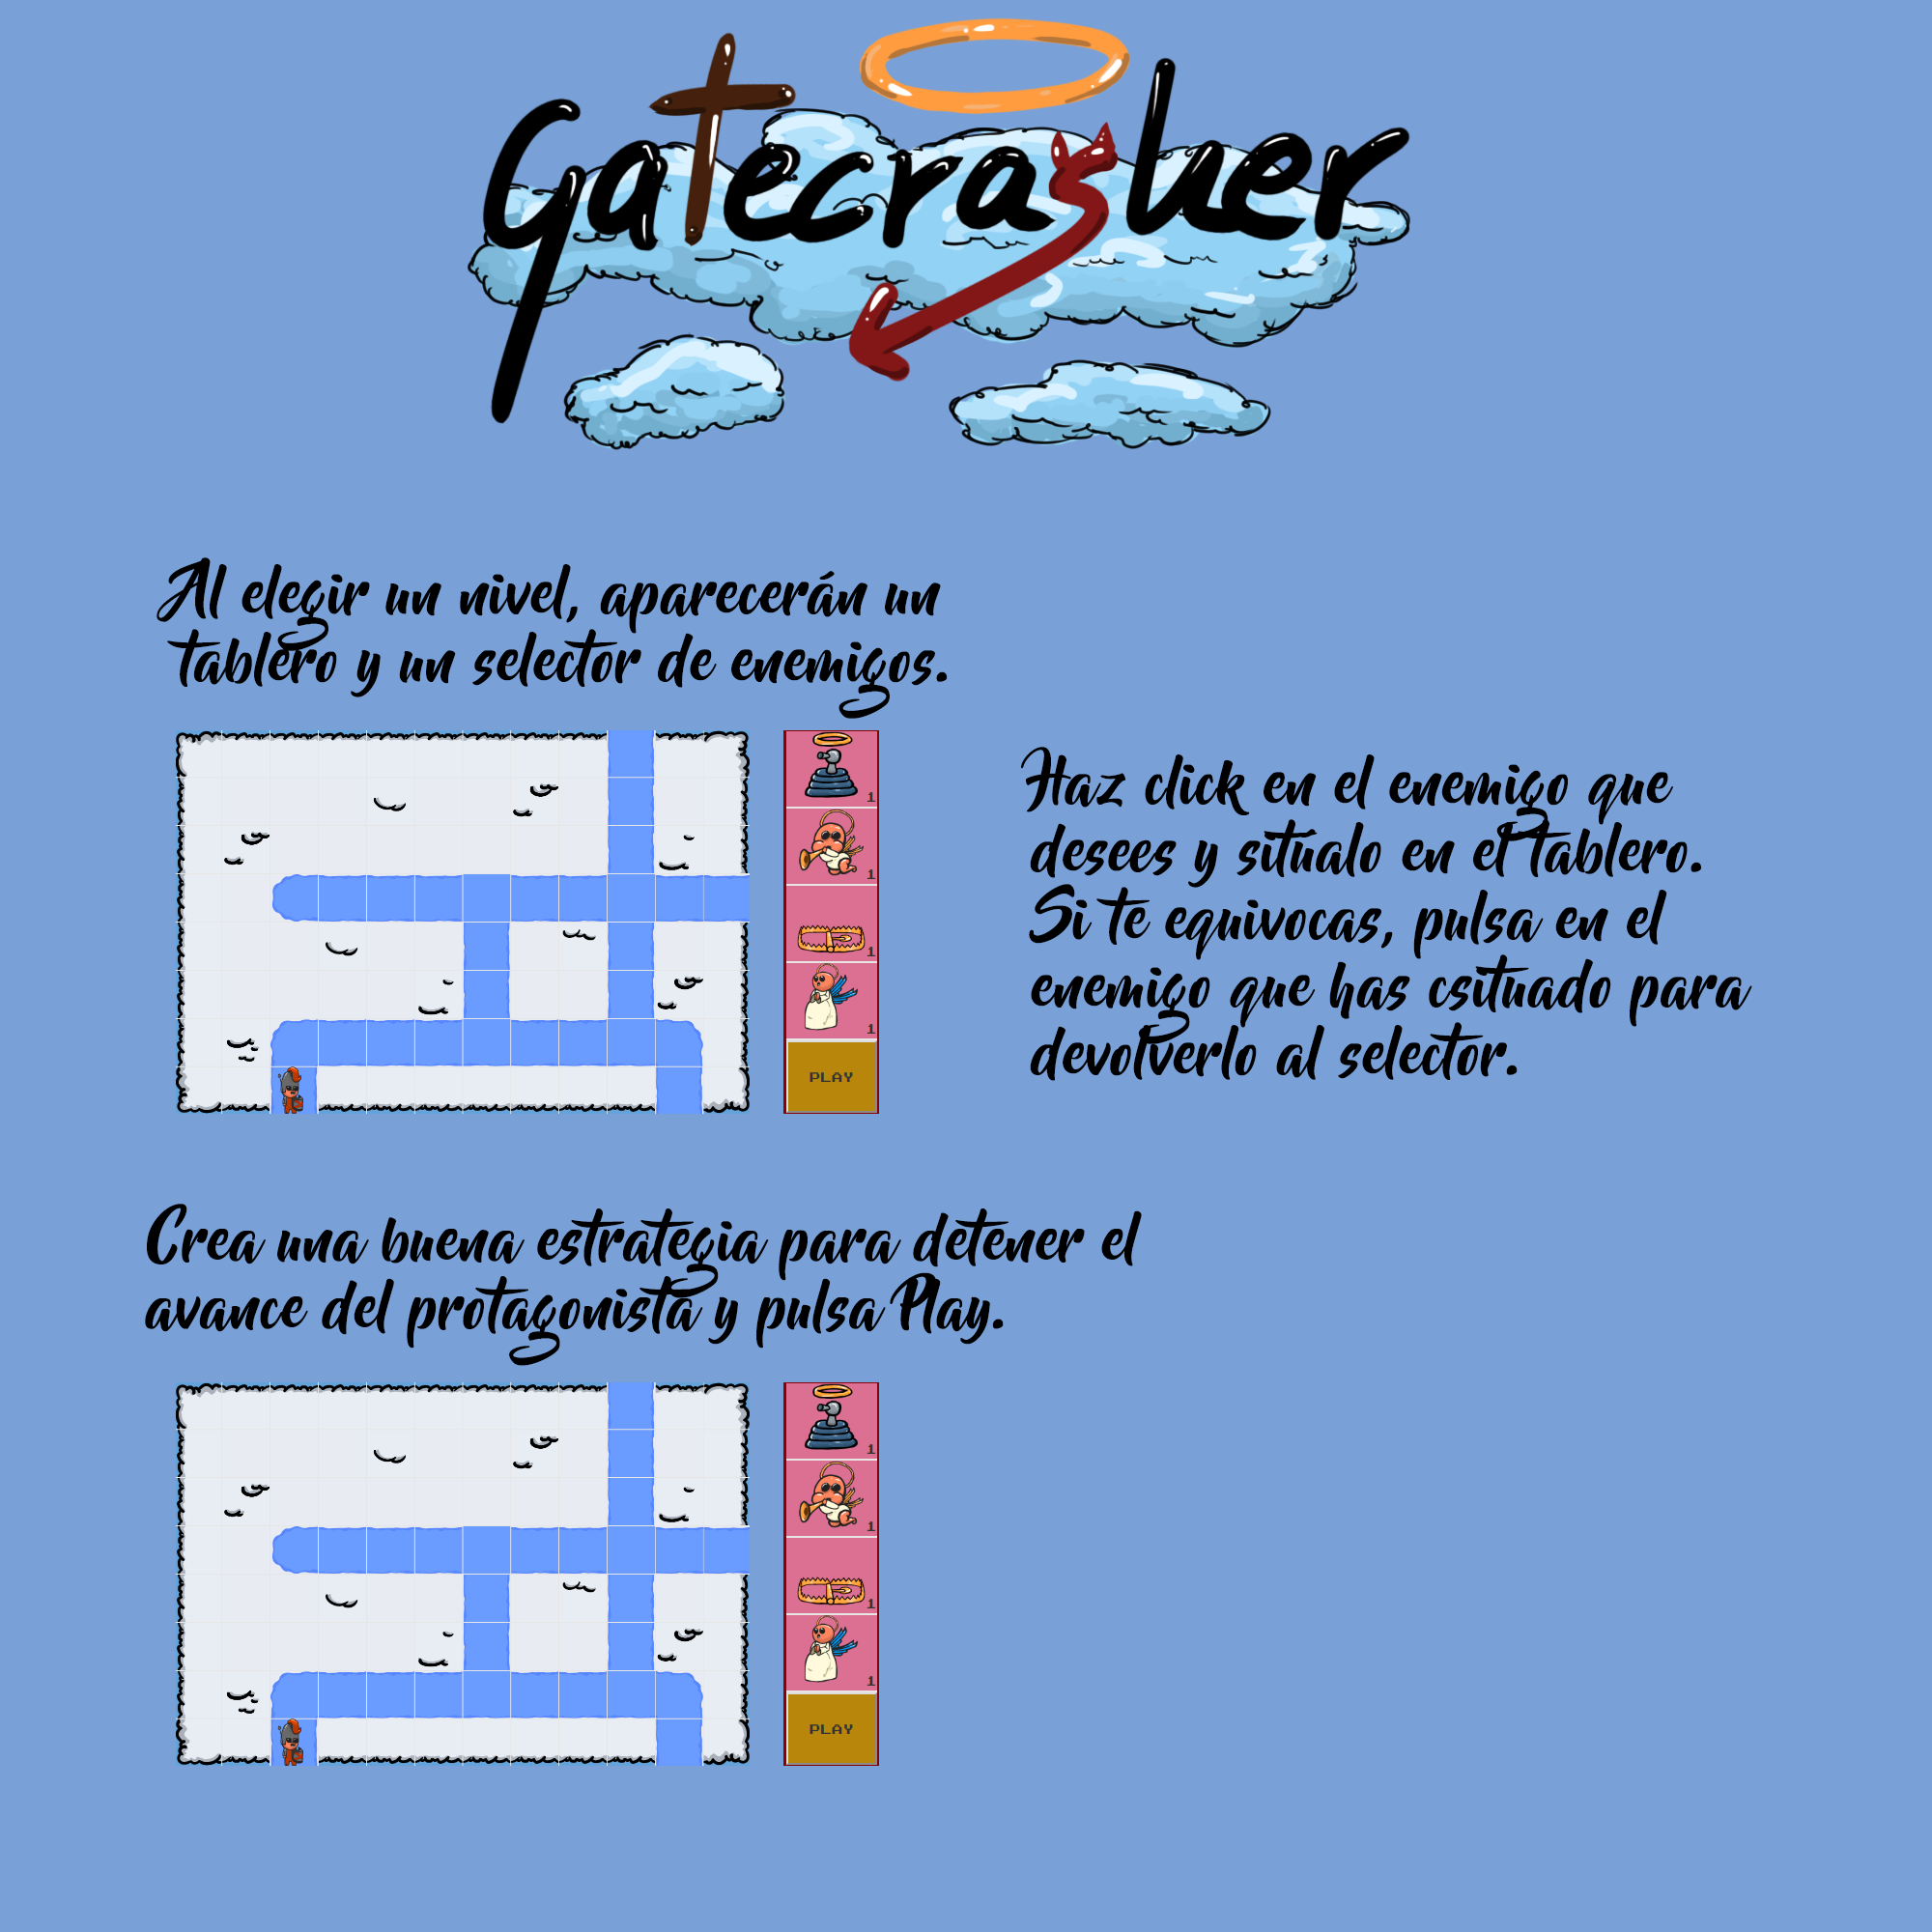 Gatecrasher
Al elegir un nivel, aparecerán un
tablero y un selector de enemigos.
1
1
1
1
PLAY
Haz click en el enemigo que
desees y sitúalo en el tablero.
Si te equivocas, pulsa en el
enemigo que has csituado para
devolverlo al selector.
Crea una buena estrategia para detener el
avance del protagonista y pulsa Play.
1
1
1
1
PLAY